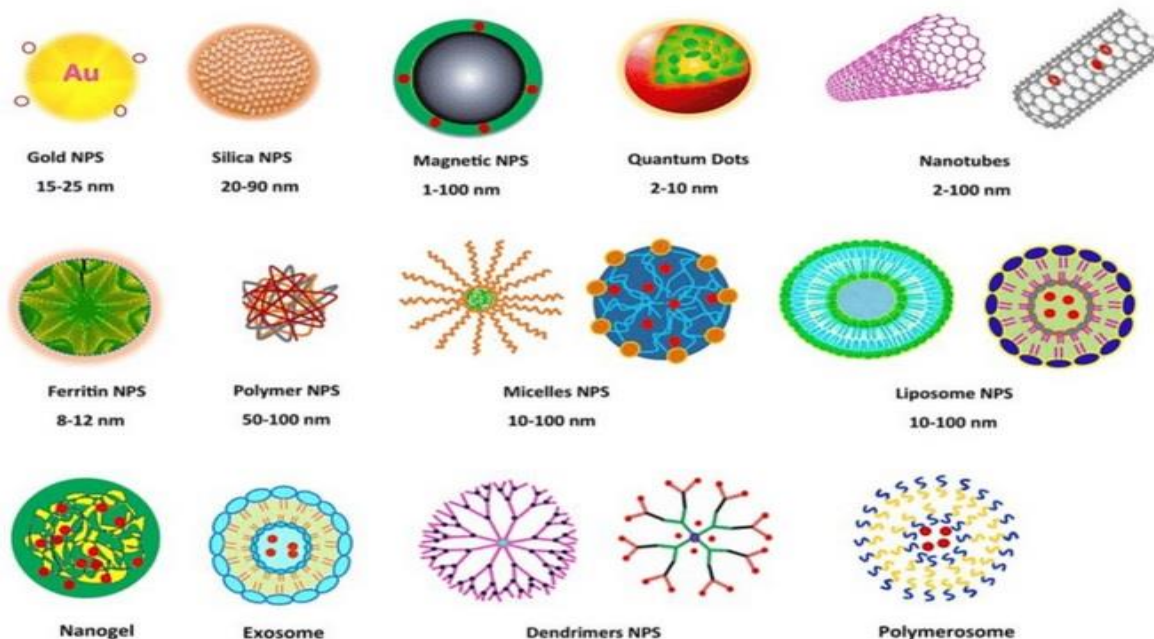 Au
Gold NPS
15-25 nm
Silica NPS
20-90 nm
Magnetic NPS
1-100 nm
Quantum Dots
2-10 nm
Nanotubes
2-100 nm
Ferritin NPS
8-12 nm
Polymer NPS
50-100 nm
Micelles NPS
10-100 nm
Liposome NPS
10-100 nm
Nanogel
Exosome
Dendrimers NPS
Polymerosome